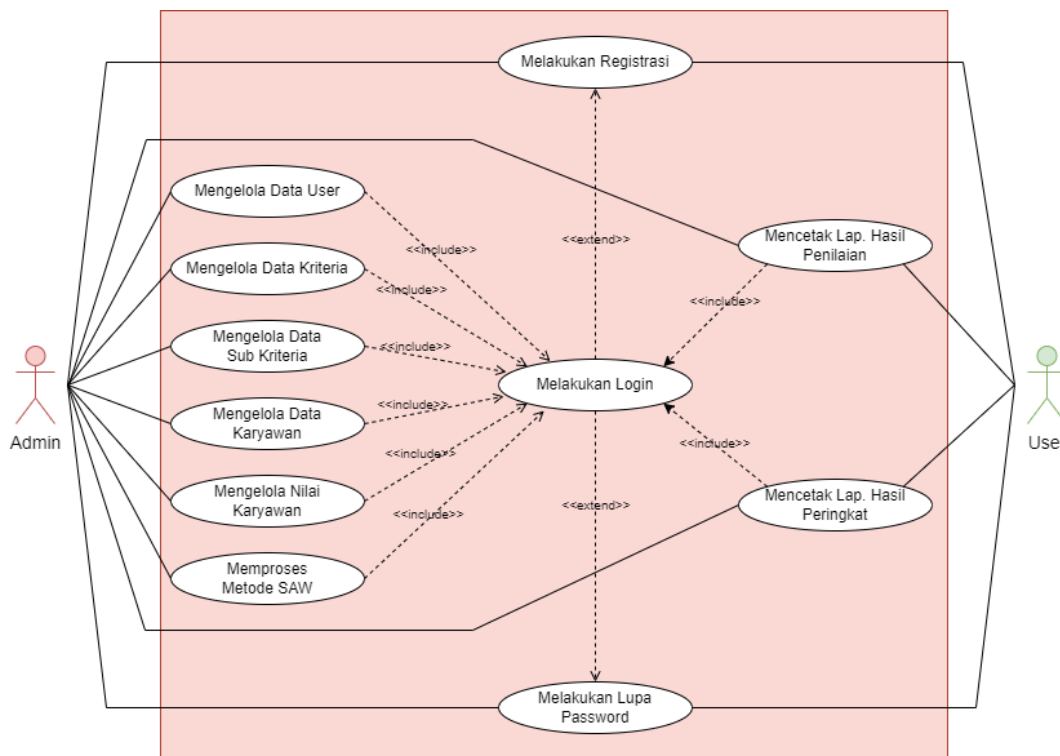 Melakukan Registrasi
Mengelola Data User
Mencetak Lap. Hasil
Penilaian
<<include>>
<<extend>>
Mengelola Data Kriteria
<<include>>
<<include>>
Mengelola Data
Sub Kriteria
<<include>>
Melakukan Login
Admin
User
Mengelola Data
Karyawan
<<include>>
<<include>>
Mengelola Nilai
Karyawan
<<include>>
Mencetak Lap. Hasil
Peringkat
<<include>>
<<extend>>
Memproses
Metode SAW
Melakukan Lupa
Password